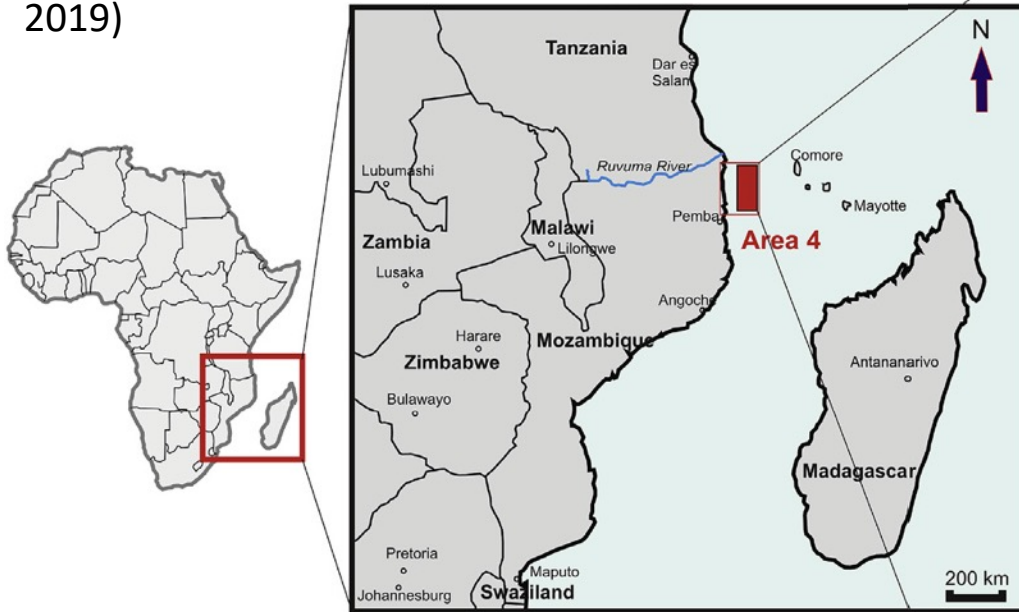 2019)
N
Tanzania
Dar es
Salam
Ruvuma River
Comore
Lubumashi
Mayotte
Pemba
Malawi
Area 4
Zambia
Lilongwe
Lusaka
Angoche
Harare
Mozambique
Zimbabwe
Antananarivo
Bulawayo
Madagascar
Pretoria
Maputo
200 km
Johannesburg
Swaziland